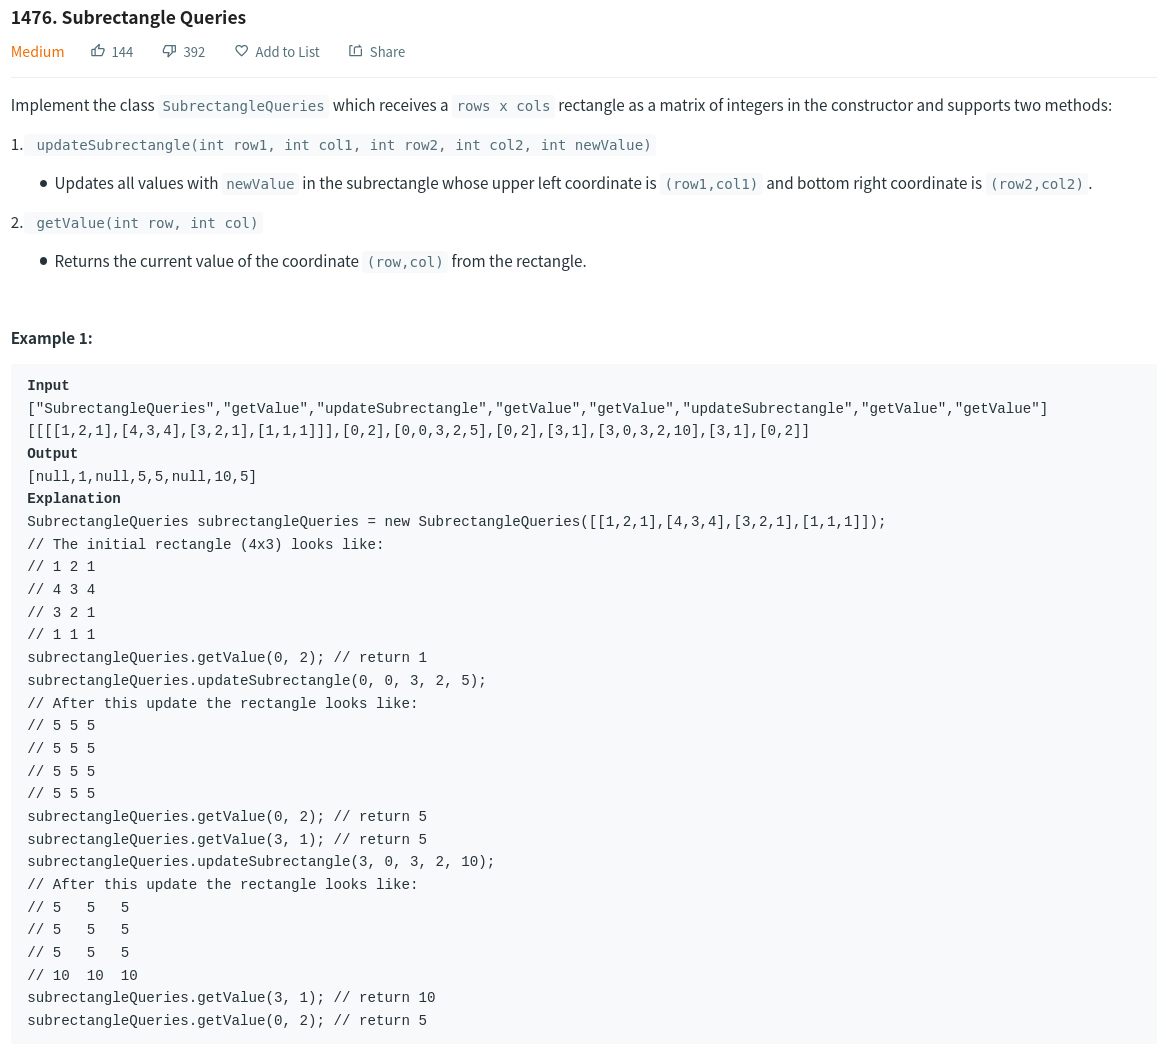 1476. Subrectangle Queries
Medium 144 392 Add to List Share
Implement the class SubrectangleQueries which receives a rows x cols rectangle as a matrix of integers in the constructor and supports two methods:
1. updateSubrectangle(int row1, int col1, int row2, int col2, int newValue)
● Updates all values with newValue in the subrectangle whose upper left coordinate is (row1,col1) and bottom right coordinate is (row2,col2).
2. getValue(int row, int col)
● Returns the current value of the coordinate (row,col) from the rectangle.
Example 1:
Input
["SubrectangleQueries","getValue","updateSubrectangle","getValue","getValue","updateSubrectangle","getValue","getValue"]
[[[[1,2,1],[4,3,4],[3,2,1],[1,1,1]]],[0,2],[0,0,3,2,5],[0,2],[3,1],[3,0,3,2,10],[3,1],[0,2]]
Output
[null,1,null,5,5,null,10,5]
Explanation
SubrectangleQueries subrectangleQueries = new SubrectangleQueries([[1,2,1],[4,3,4],[3,2,1],[1,1,1]]);
// The initial rectangle (4x3) looks like:
// 1 2 1
// 4 3 4
// 3 2 1
// 1 1 1
subrectangleQueries.getValue(0, 2); // return 1
subrectangleQueries.updateSubrectangle(0, 0, 3, 2, 5);
// After this update the rectangle looks like:
// 5 5 5
// 5 5 5
// 5 5 5
// 5 5 5
subrectangleQueries.getValue(0, 2); // return 5
subrectangleQueries.getValue(3, 1); // return 5
subrectangleQueries.updateSubrectangle(3, 0, 3, 2, 10);
// After this update the rectangle looks like:
// 5   5   5
// 5   5   5
// 5   5   5
// 10  10  10
subrectangleQueries.getValue(3, 1); // return 10
subrectangleQueries.getValue(0, 2); // return 5